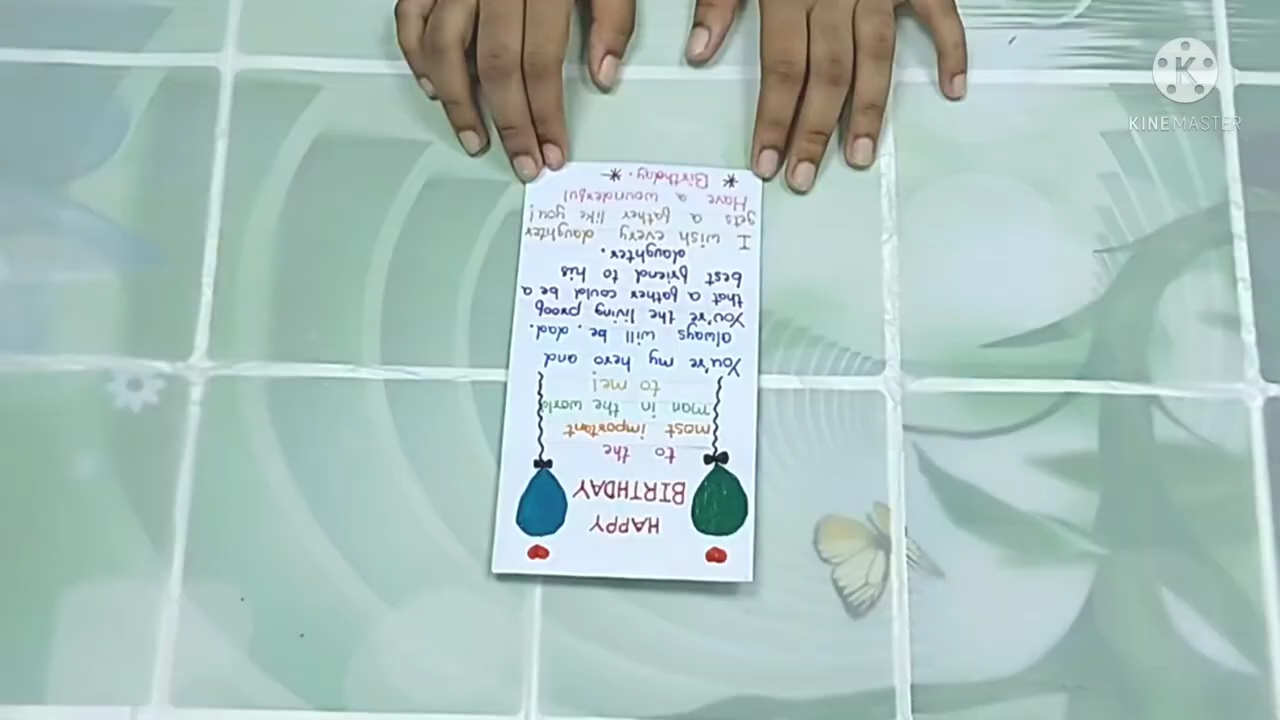 HAPPY
BIRTHDAY
to the
most important
man in the world
to me!
You're my hero and
always will be, dad.
You're the living proob
that a father could be a
best friend to his
daughter.
I wish every daughter
gets a father like you!
Have a wounderful
* Birthday. *
KINEMASTER